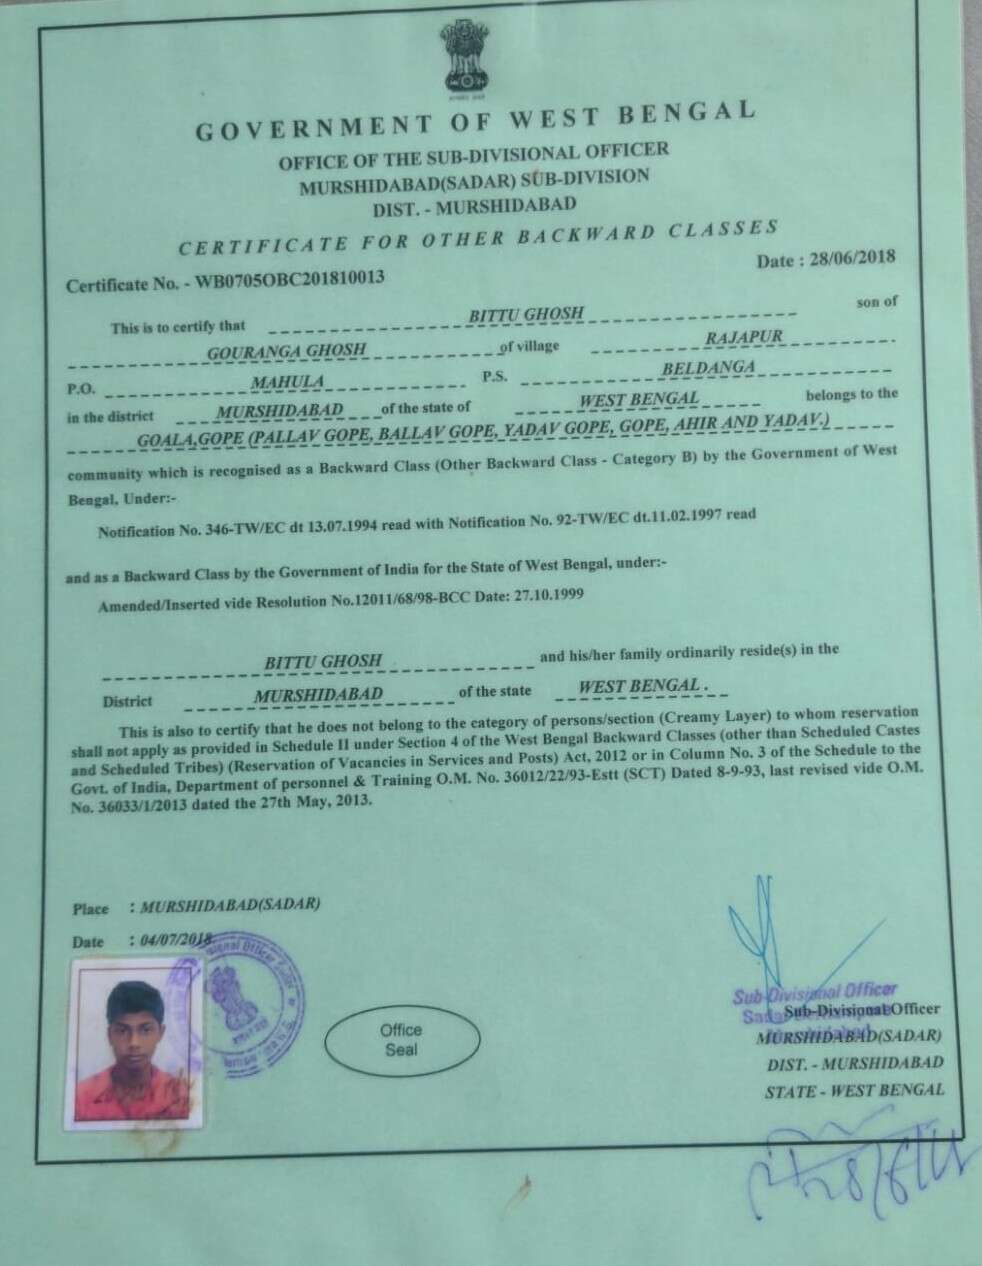 GOVERNMENT OF WEST BENGAL
OFFICE OF THE SUB-DIVISIONAL OFFICER
MURSHIDABAD(SADAR) SUB-DIVISION
DIST. - MURSHIDABAD
CERTIFICATE FOR OTHER BACKWARD CLASSES
Certificate No. - WB0705OBC201810013 Date : 28/06/2018
This is to certify that BITTU GHOSH son of
GOURANGA GHOSH of village RAJAPUR
P.O. MAHULA P.S. BELDANGA
in the district MURSHIDABAD of the state of WEST BENGAL belongs to the
GOALA,GOPE (PALLAV GOPE, BALLAV GOPE, YADAV GOPE, GOPE, AHIR AND YADAV.)
community which is recognised as a Backward Class (Other Backward Class - Category B) by the Government of West
Bengal, Under:-
Notification No. 346-TW/EC dt 13.07.1994 read with Notification No. 92-TW/EC dt.11.02.1997 read
and as a Backward Class by the Government of India for the State of West Bengal, under:-
Amended/Inserted vide Resolution No.12011/68/98-BCC Date: 27.10.1999
BITTU GHOSH and his/her family ordinarily reside(s) in the
District MURSHIDABAD of the state WEST BENGAL .
This is also to certify that he does not belong to the category of persons/section (Creamy Layer) to whom reservation
shall not apply as provided in Schedule II under Section 4 of the West Bengal Backward Classes (other than Scheduled Castes
and Scheduled Tribes) (Reservation of Vacancies in Services and Posts) Act, 2012 or in Column No. 3 of the Schedule to the
Govt. of India, Department of personnel & Training O.M. No. 36012/22/93-Estt (SCT) Dated 8-9-93, last revised vide O.M.
No. 36033/1/2013 dated the 27th May, 2013.
Place : MURSHIDABAD(SADAR)
Date : 04/07/2018
Office
Seal
Sub-Divisional Officer
Sub-Divisional Officer
MURSHIDABAD(SADAR)
DIST. - MURSHIDABAD
STATE - WEST BENGAL